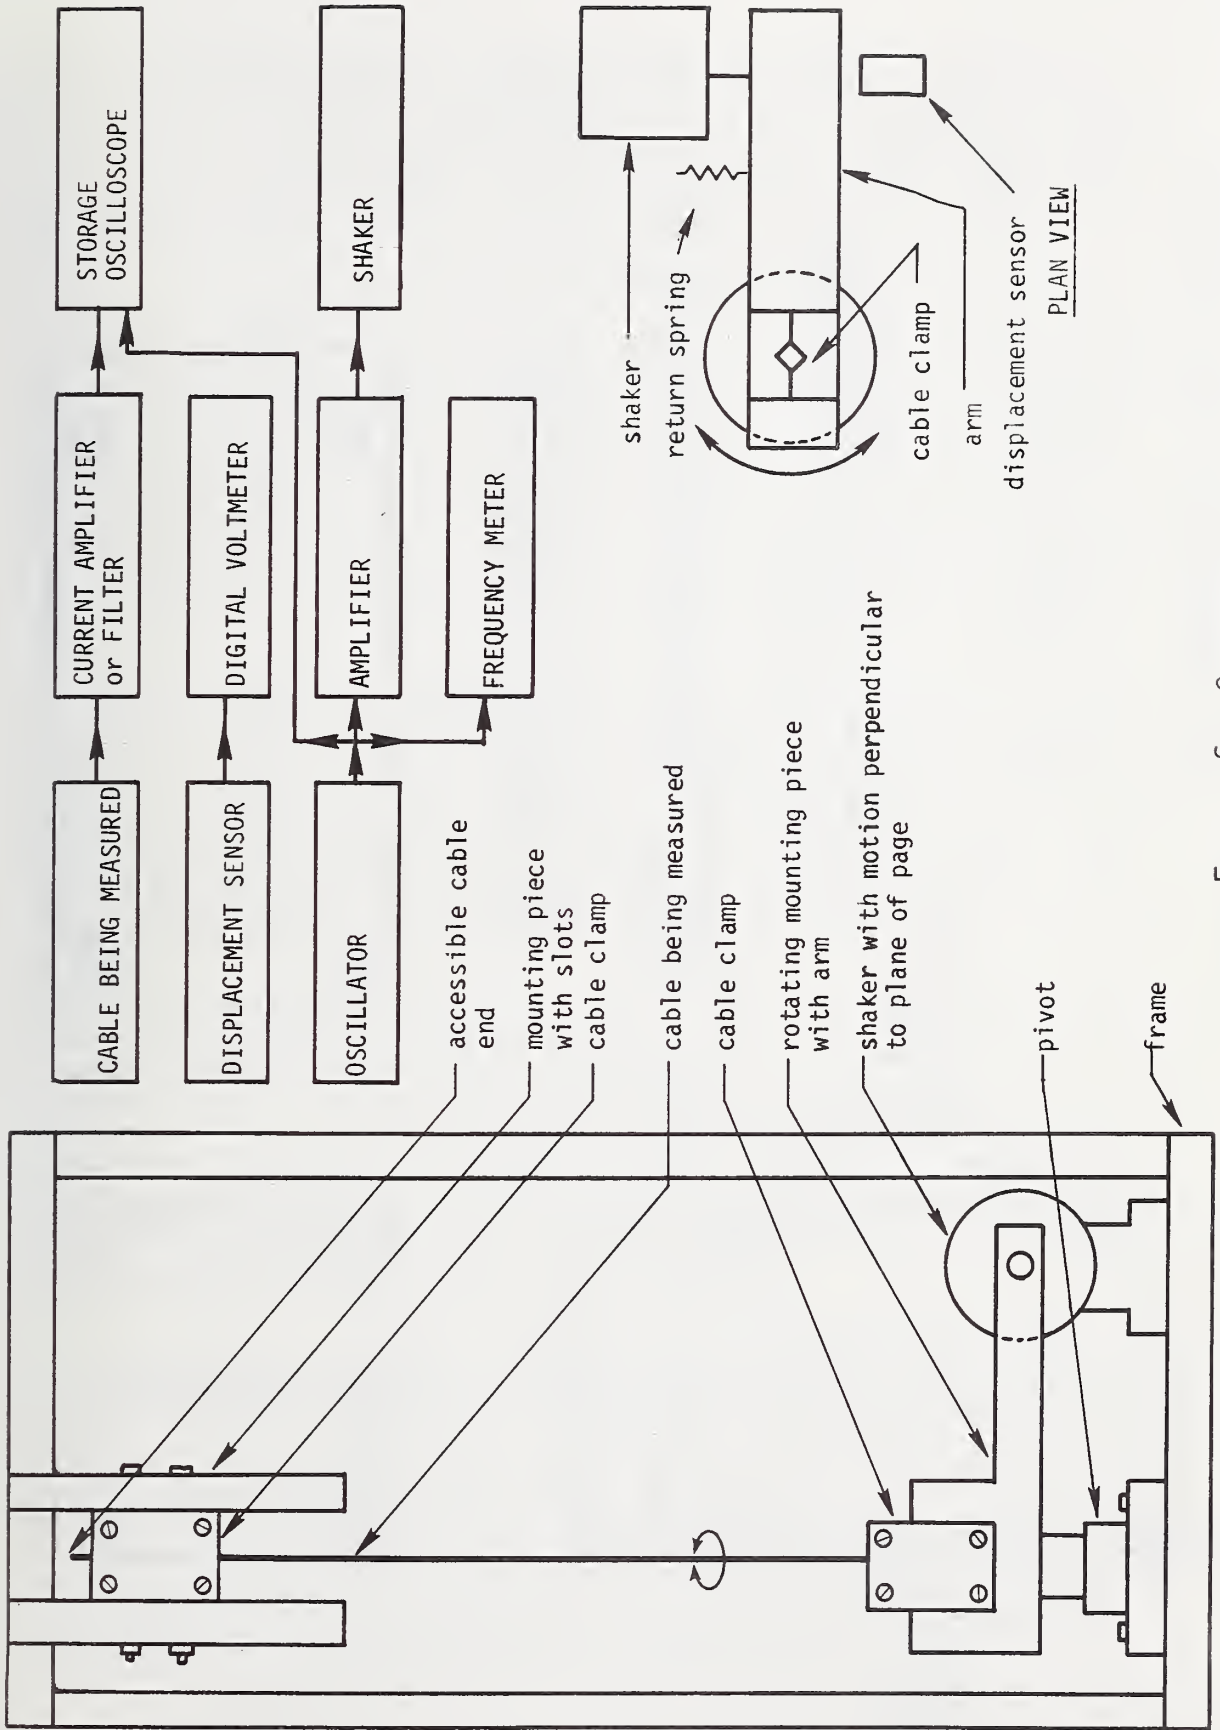 CABLE BEING MEASURED
CURRENT AMPLIFIER
or FILTER
STORAGE
OSCILLOSCOPE
DISPLACEMENT SENSOR
DIGITAL VOLTMETER
OSCILLATOR
AMPLIFIER
SHAKER
FREQUENCY METER
accessible cable
end
mounting piece
with slots
cable clamp
cable being measured
cable clamp
rotating mounting piece
with arm
shaker with motion perpendicular
to plane of page
pivot
frame
shaker
return spring
cable clamp
arm
displacement sensor
PLAN VIEW